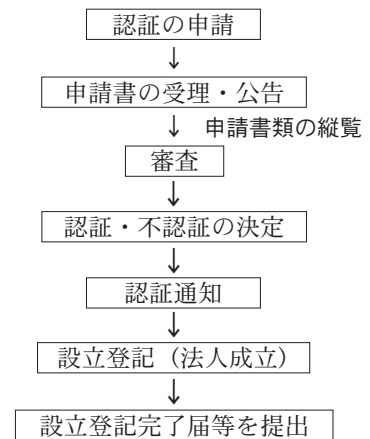 認証の申請
↓
申請書の受理・公告
↓ 申請書類の縦覧
審査
↓
認証・不認証の決定
↓
認証通知
↓
設立登記（法人成立）
↓
設立登記完了届等を提出